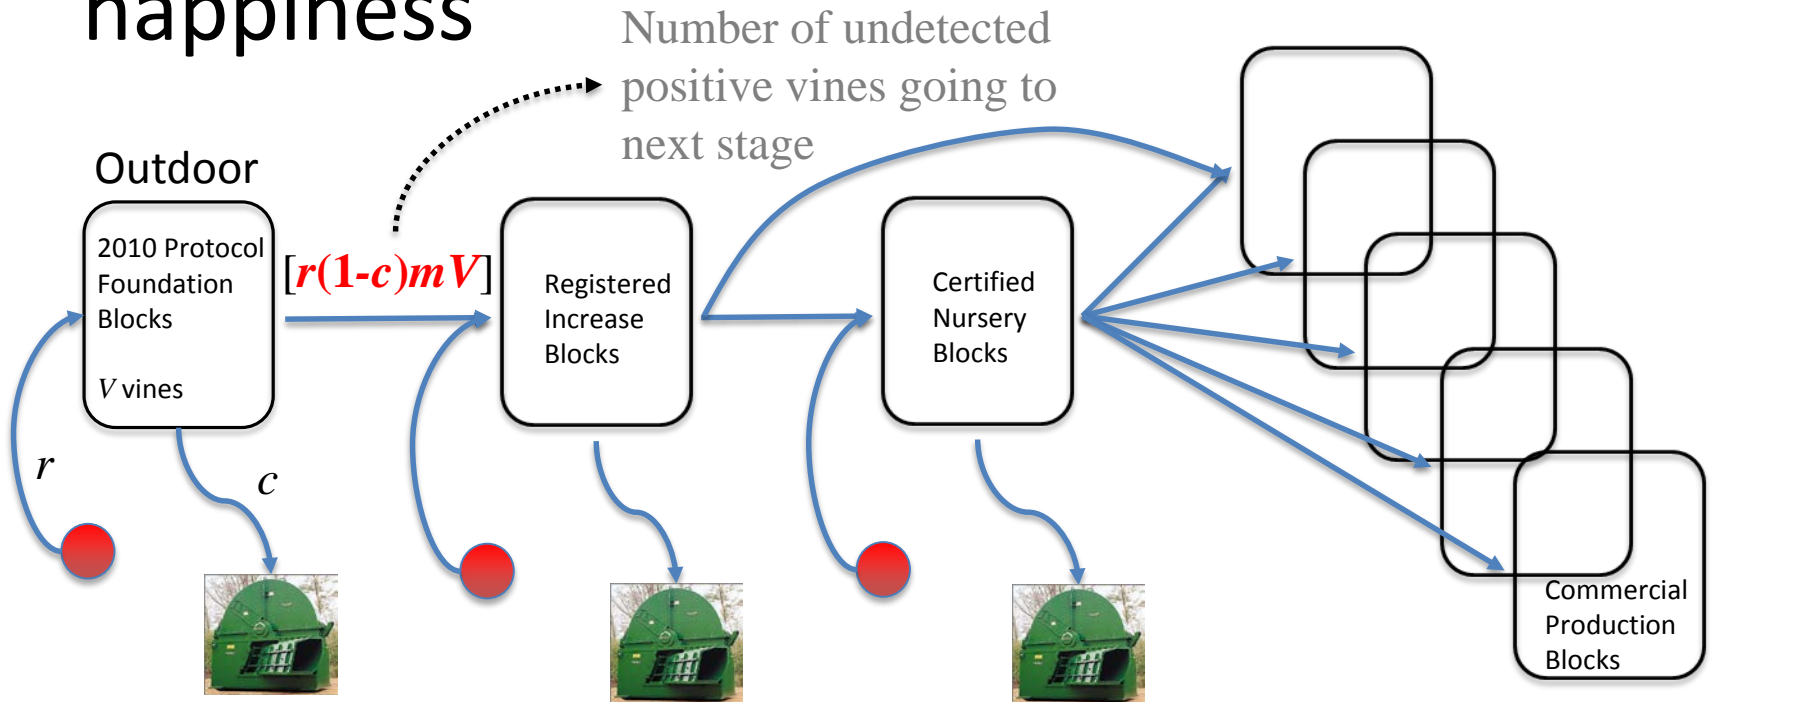 happiness
Number of undetected
positive vines going to
next stage
Outdoor
2010 Protocol
Foundation
Blocks
V vines
[r(1-c)mV]
Registered
Increase
Blocks
Certified
Nursery
Blocks
r
c
Commercial
Production
Blocks